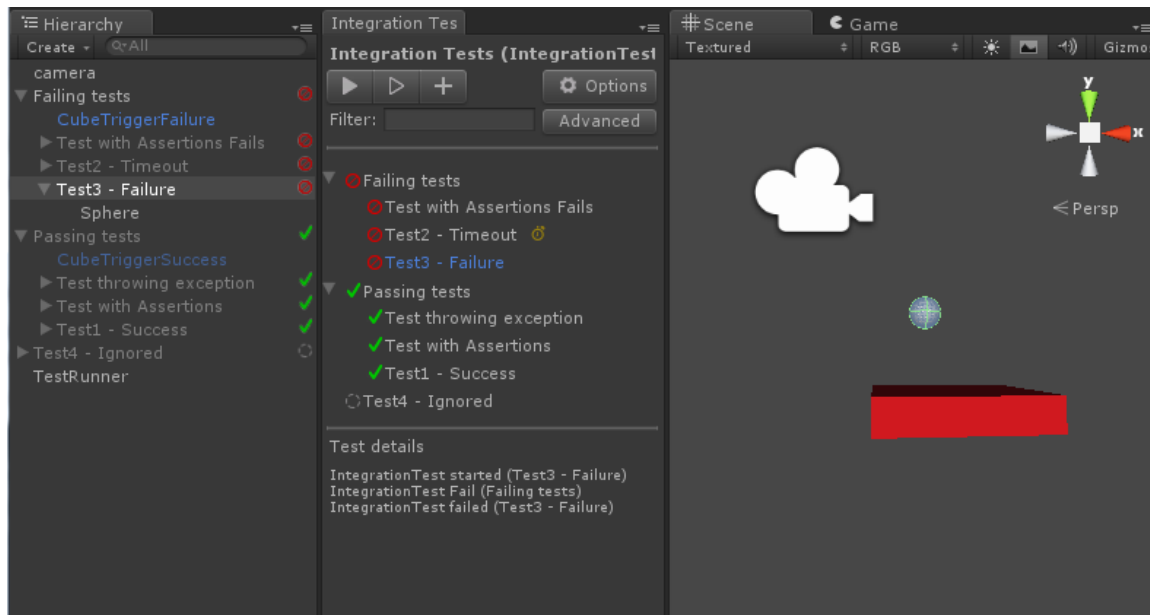 Hierarchy
Create
All
camera
Failing tests
CubeTriggerFailure
Test with Assertions Fails
Test2 - Timeout
Test3 - Failure
Sphere
Passing tests
CubeTriggerSuccess
Test throwing exception
Test with Assertions
Test1 - Success
Test4 - Ignored
TestRunner
Integration Tes
Integration Tests (IntegrationTest
Options
Filter:
Advanced
Failing tests
Test with Assertions Fails
Test2 - Timeout
Test3 - Failure
Passing tests
Test throwing exception
Test with Assertions
Test1 - Success
Test4 - Ignored
Test details
IntegrationTest started (Test3 - Failure)
IntegrationTest Fail (Failing tests)
IntegrationTest failed (Test3 - Failure)
Scene
Game
Textured
RGB
Gizmo
y
x
Persp